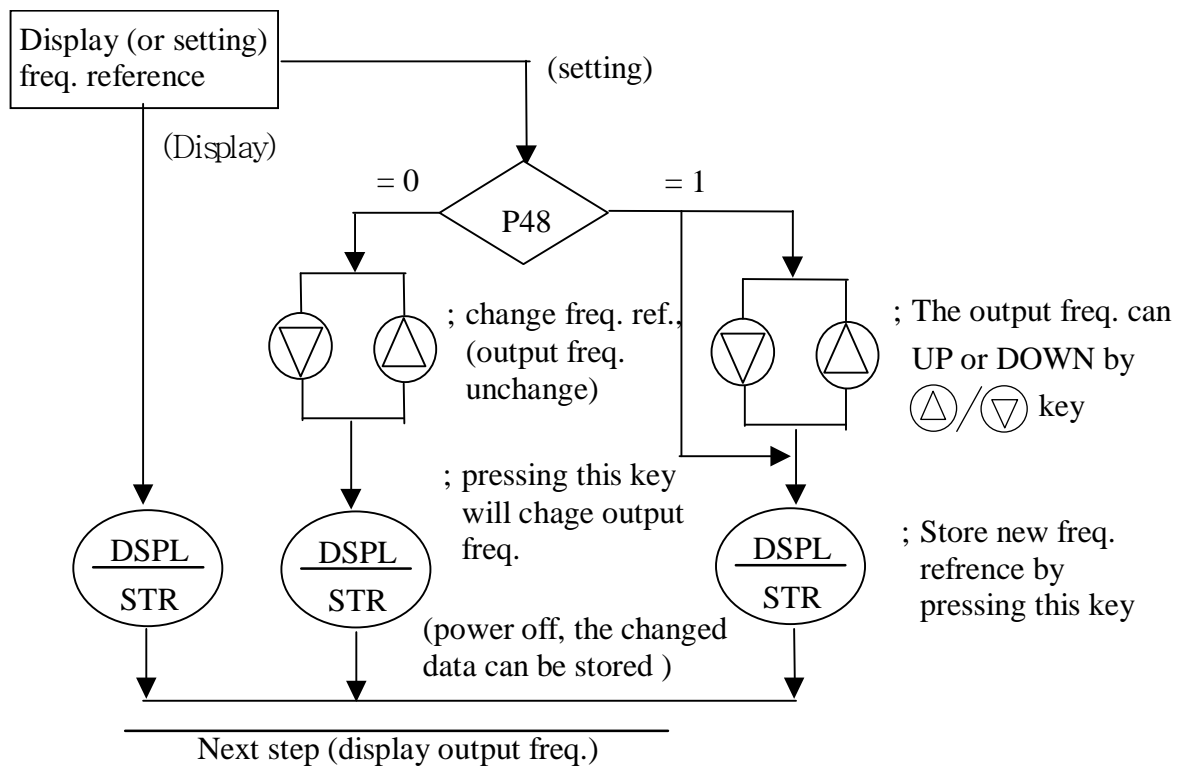 Display (or setting)
freq. reference
(setting)
(Display)
= 0
= 1
P48
; change freq. ref.,
(output freq.
unchange)
; The output freq. can
UP or DOWN by
/ key
; pressing this key
will chage output
freq.
DSPL
STR
DSPL
STR
DSPL
STR
; Store new freq.
refrence by
pressing this key
(power off, the changed
data can be stored )
Next step (display output freq.)